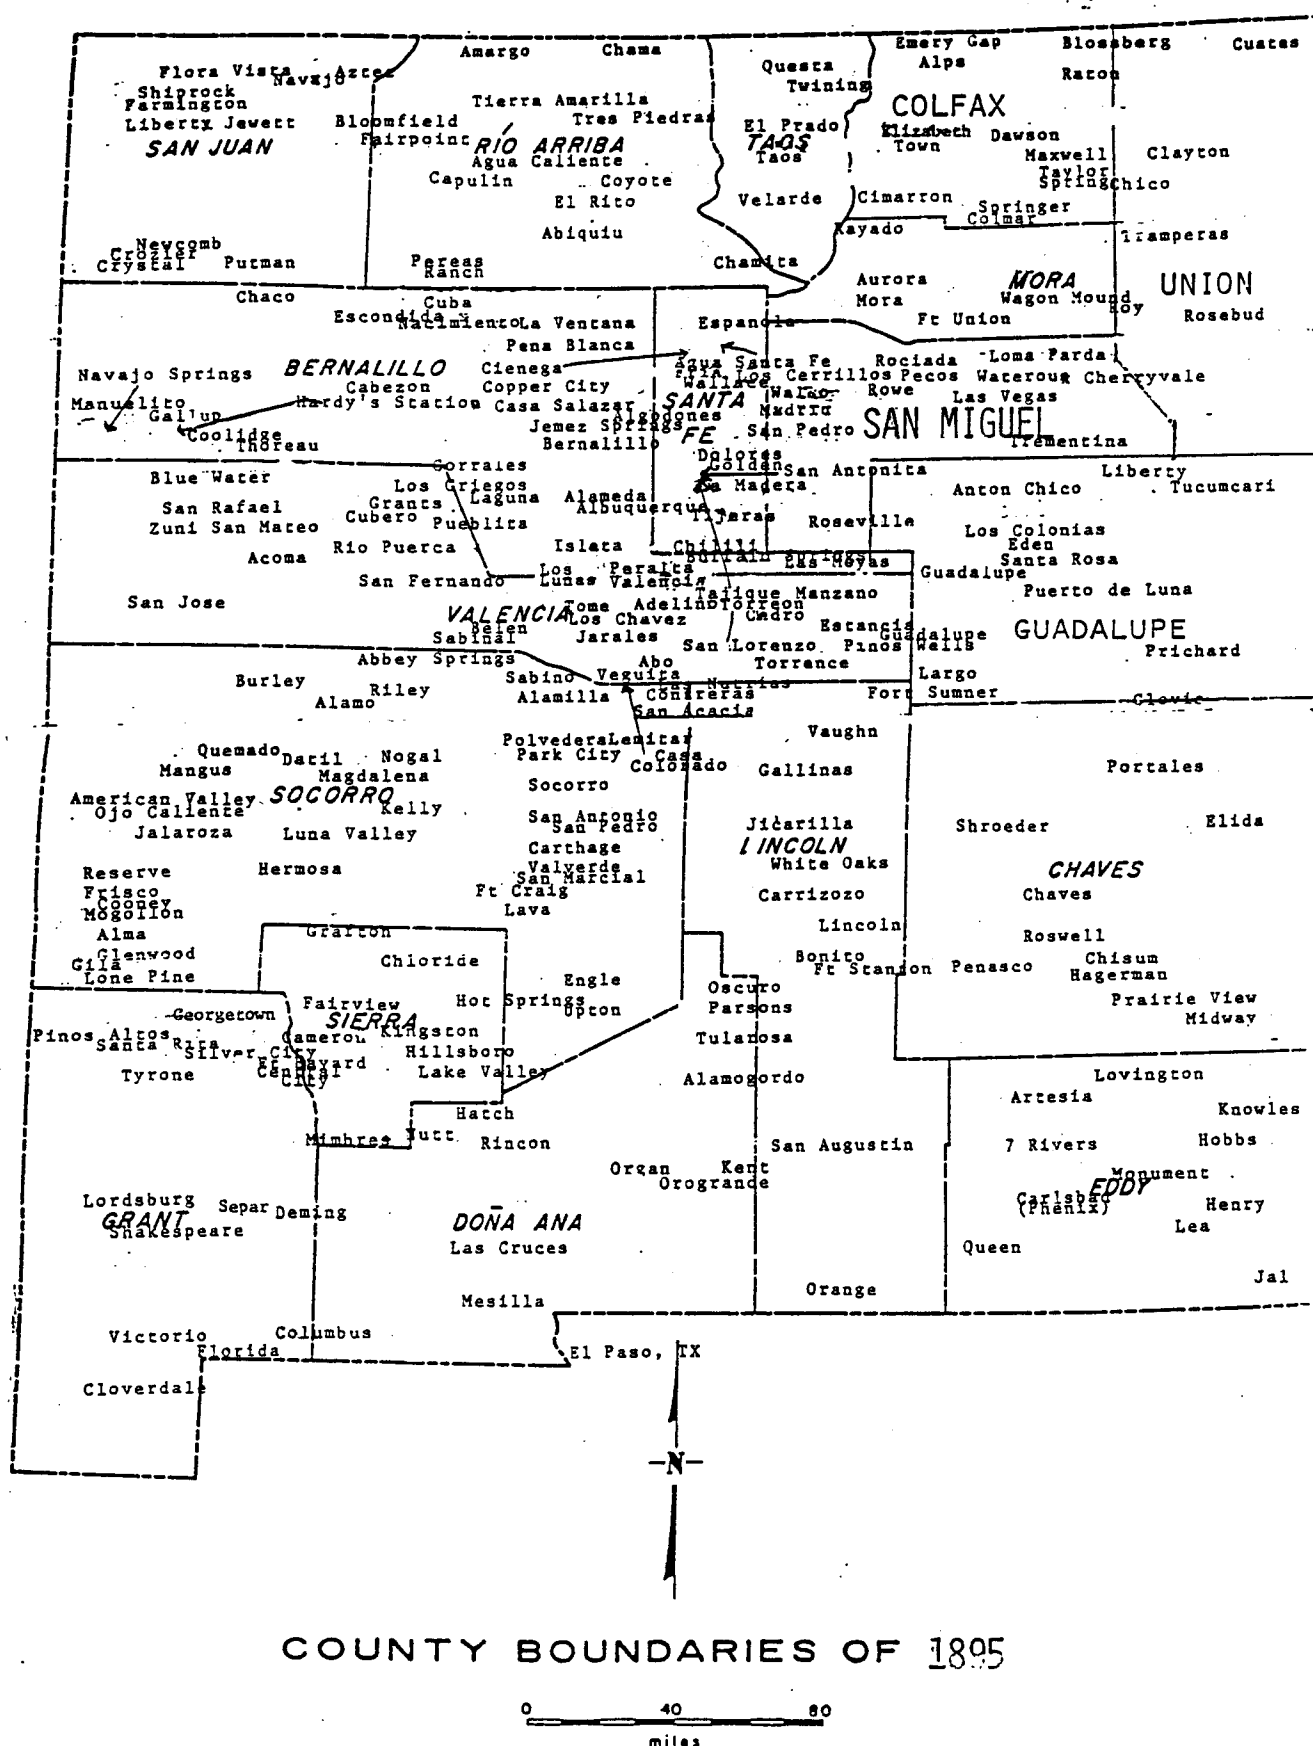 Amargo Chama Emery Gap Blossberg Cuates
Alps
Flora Vista Navajo Aztec Questa Raton
Shiprock Twining
Farmington Tierra Amarilla COLFAX
Liberty Jewett Bloomfield Tres Piedras El Prado Elizabeth Dawson
SAN JUAN Fairpoint RÍO ARRIBA TAOS Town
Agua Caliente Taos Maxwell Clayton
Capulin Coyote Taylor
Spring Chico
El Rito Velarde Cimarron Springer
Colmar
Abiquiu Rayado Tramperas
Newcomb
Crozier
Crystal Putman Pereas Chamita
Ranch
Aurora MORA UNION
Chaco Cuba Mora Wagon Mound
Escondida Nacimiento La Ventana Espanola Ft Union Roy Rosebud
Pena Blanca
BERNALILLO Cienega Agua Santa Fe Rociada Loma Parda
Navajo Springs Fria Los Cerrillos Pecos Waterous Cherryvale
Cabezon Copper City Wallace Rowe
Manuelito Hardy's Station Casa Salazar SANTA Waldo Las Vegas
Gallup Algodones Madrid
Coolidge Jemez Springs FE San Pedro SAN MIGUEL
Thoreau Bernalillo Trementina
Dolores
Corrales Golden San Antonita Liberty
Blue Water Los Griegos La Madera Anton Chico Tucumcari
San Rafael Grants Laguna Alameda
Albuquerque
Zuni San Mateo Cubero Pueblita Tijeras Roseville Los Colonias
Eden
Acoma Rio Puerca Isleta Chilili
Buffalo Springs Las Moyas Santa Rosa
San Fernando Los Peralta Guadalupe
Lunas Valencia Puerto de Luna
Tajique Manzano
San Jose VALENCIA Tome Adelino Torreon
Los Chavez Cedro Estancia GUADALUPE
Belen
Sabinal Jarales San Lorenzo Pinos Wells Guadalupe
Prichard
Abbey Springs Abo Torrance
Burley Sabino Veguita Las Nutrias Largo
Riley Alamilla Contreras Fort Sumner Clovis
Alamo San Acacia
Vaughn
Quemado Datil Nogal Polvedera Lemitar
Mangus Park City Casa
Colorado Gallinas Portales
Magdalena Socorro
American Valley SOCORRO
Ojo Caliente Kelly San Antonio
San Pedro Jicarilla Shroeder Elida
Jalaroza Luna Valley Carthage LINCOLN
Valverde White Oaks CHAVES
Reserve Hermosa San Marcial
Frisco Ft Craig Carrizozo Chaves
Cooney
Mogollon Lava
Alma Grafton Lincoln Roswell
Glenwood Chloride Bonito Chisum
Gila Ft Stanton Penasco Hagerman
Lone Pine Engle Oscuro
Fairview Hot Springs Upton Parsons Prairie View
Georgetown SIERRA Midway
Pinos Altos Cameron Kingston Tularosa
Santa Rita
Silver City Hillsboro
Ft Bayard
Tyrone Central Lake Valley Alamogordo Lovington
City
Hatch Artesia Knowles
Mimbres Nutt Rincon San Augustin 7 Rivers Hobbs
Organ Kent Monument
Orogrande EDDY
Lordsburg Separ Deming Carlsbad
(Phenix) Henry
GRANT DOÑA ANA Lea
Shakespeare
Las Cruces Queen
Orange Jal
Mesilla
Victorio Columbus
Florida El Paso, TX
Cloverdale
N
COUNTY BOUNDARIES OF 1895
0 40 80
miles